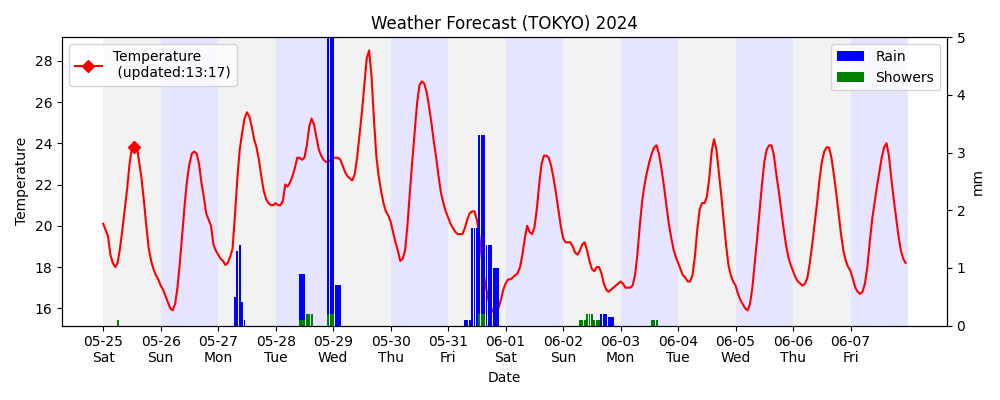 Weather Forecast (TOKYO) 2024
Temperature
(updated:13:17)
Rain
Showers
28
26
24
22
20
18
16
Temperature
5
4
3
2
1
0
mm
05-25 05-26 05-27 05-28 05-29 05-30 05-31 06-01 06-02 06-03 06-04 06-05 06-06 06-07
Sat Sun Mon Tue Wed Thu Fri Sat Sun Mon Tue Wed Thu Fri
Date